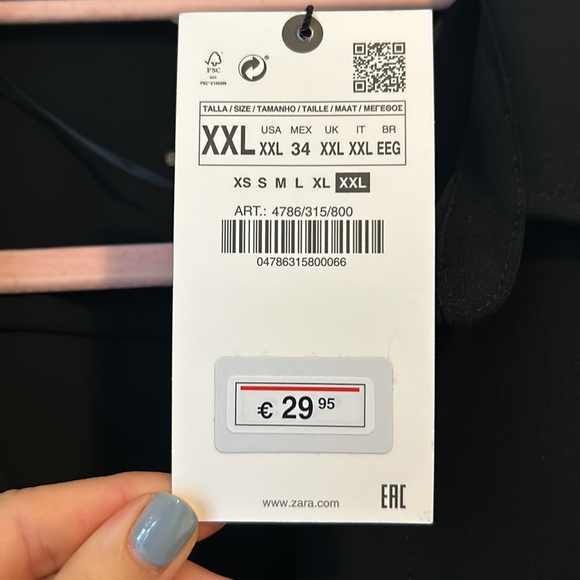 FSC
TALLA / SIZE / TAMANHO / TAILLE / MAAT / ΜΕΓΕΘΟΣ
XXL
USA MEX UK IT BR
XXL 34 XXL XXL EEG
XS S M L XL XXL
ART.: 4786/315/800
04786315800066
€ 29 95
www.zara.com
EAC